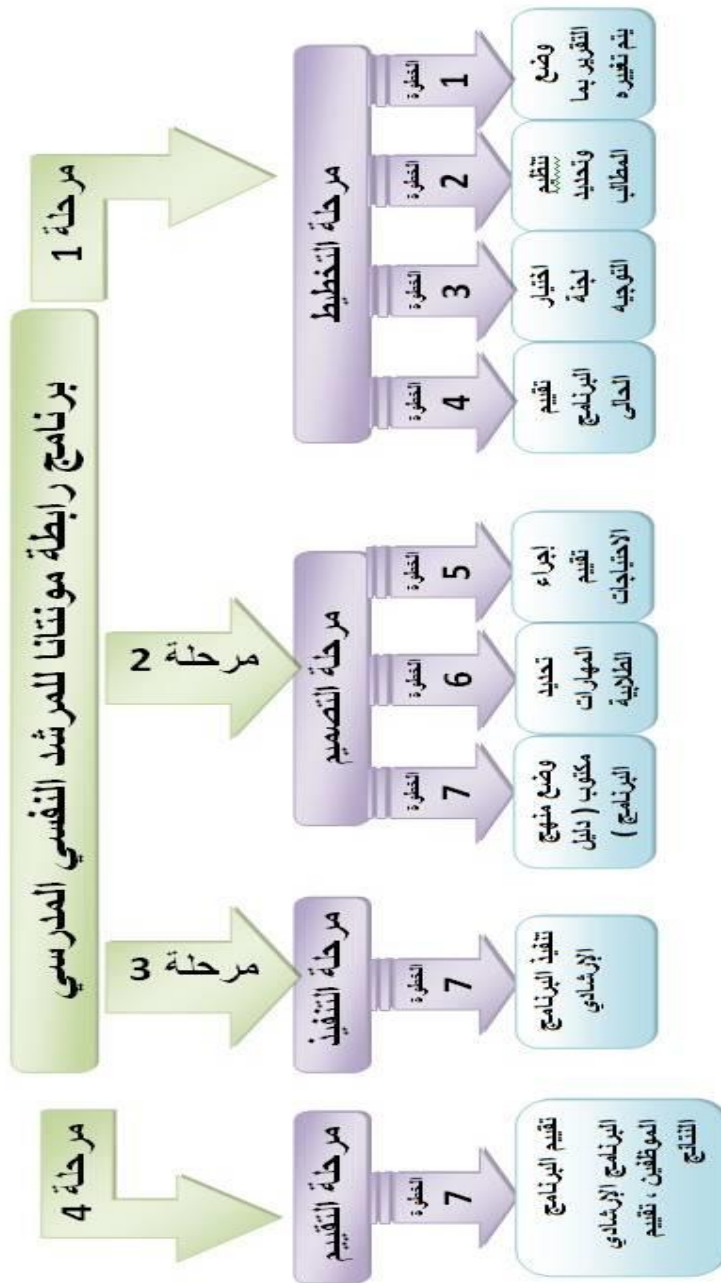 برنامج رابطة مونتانا للمرشد النفسي المدرسي
مرحلة 1
مرحلة 2
مرحلة 3
مرحلة 4
مرحلة التخطيط
الخطوة
1
الخطوة
2
الخطوة
3
الخطوة
4
وضع
التقرير بما
يتم تغييره
تنظيم
وتحديد
المطالب
اختيار
لجنة
التوجيه
تقييم
البرنامج
الحالى
مرحلة التصميم
الخطوة
5
الخطوة
6
الخطوة
7
إجراء
تقييم
الاحتياجات
تحديد
المهارات
الطلابية
وضع منهج
مكتوب ( دليل
البرنامج )
مرحلة التنفيذ
الخطوة
7
تنفيذ البرنامج
الإرشادي
مرحلة التقييم
الخطوة
7
تقييم البرنامج
البرنامج الإرشادي
الموظفين ، تقييم
النتائج